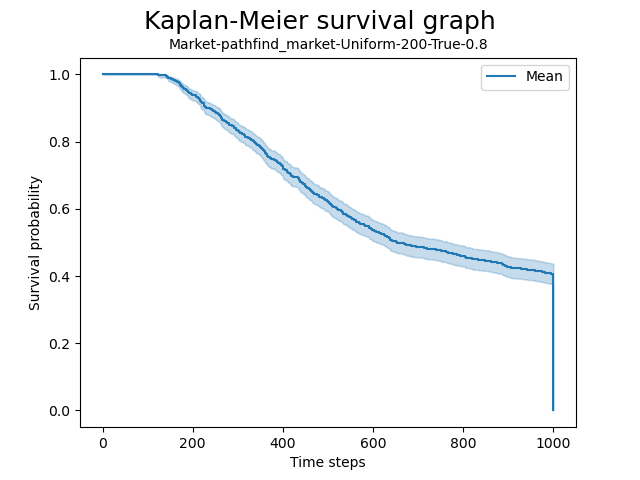 Kaplan-Meier survival graph
Market-pathfind_market-Uniform-200-True-0.8
Mean
1.0
0.8
0.6
0.4
0.2
0.0
Survival probability
0
200
400
600
800
1000
Time steps